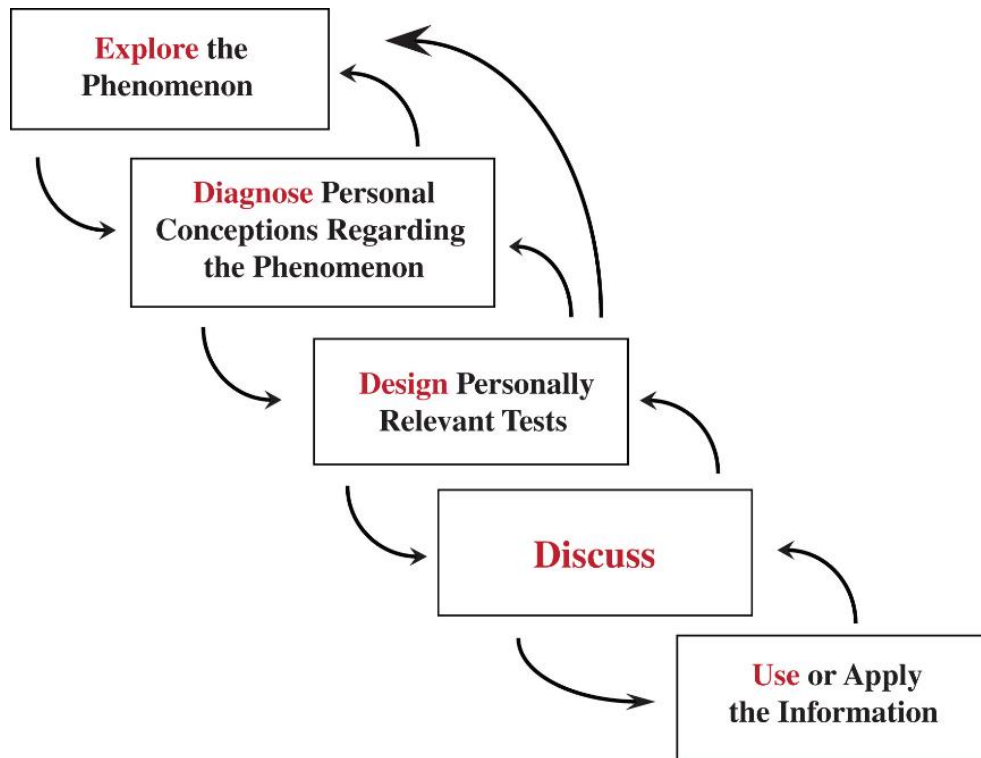 Explore the
Phenomenon
Diagnose Personal
Conceptions Regarding
the Phenomenon
Design Personally
Relevant Tests
Discuss
Use or Apply
the Information